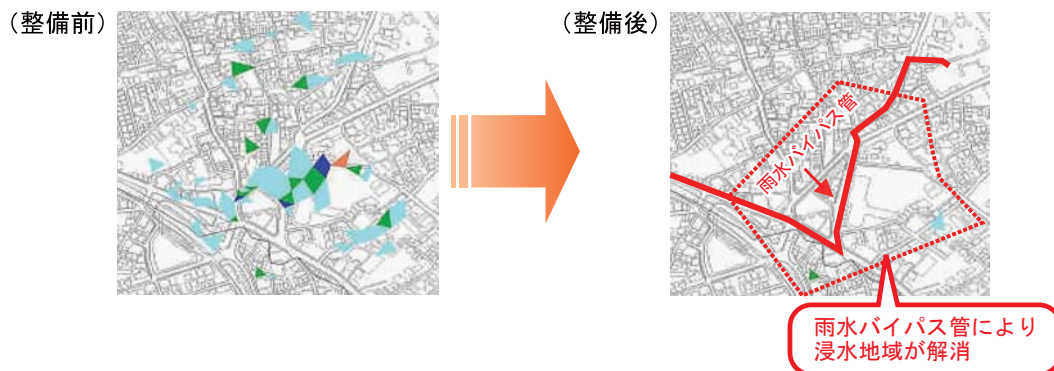 （整備前）
（整備後）
雨水バイパス管
雨水バイパス管により
浸水地域が解消